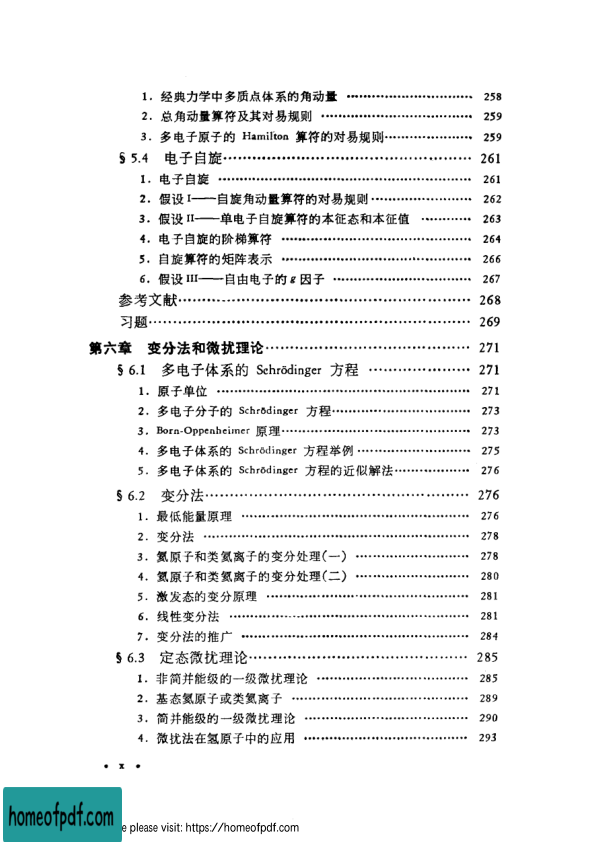 1. 经典力学中多质点体系的角动量 ………………………… 258
2. 总角动量算符及其对易规则 ………………………… 259
3. 多电子原子的 Hamilton 算符的对易规则………………… 259
§ 5.4 电子自旋………………………………………… 261
1. 电子自旋 ………………………………………… 261
2. 假设 I——自旋角动量算符的对易规则………………… 262
3. 假设 II——单电子自旋算符的本征态和本征值 ………… 263
4. 电子自旋的阶梯算符 ………………………………… 264
5. 自旋算符的矩阵表示 ………………………………… 266
6. 假设 III——自由电子的 g 因子 ………………………… 267
参考文献……………………………………………… 268
习题…………………………………………………… 269
第六章 变分法和微扰理论………………………………… 271
§ 6.1 多电子体系的 Schrödinger 方程 ………………… 271
1. 原子单位 ………………………………………… 271
2. 多电子分子的 Schrödinger 方程………………………… 273
3. Born-Oppenheimer 原理………………………………… 273
4. 多电子体系的 Schrödinger 方程举例………………… 275
5. 多电子体系的 Schrödinger 方程的近似解法…………… 276
§ 6.2 变分法………………………………………… 276
1. 最低能量原理 ………………………………………… 276
2. 变分法 ……………………………………………… 278
3. 氦原子和类氦离子的变分处理(一) ………………… 278
4. 氦原子和类氦离子的变分处理(二) ………………… 280
5. 激发态的变分原理 ………………………………… 281
6. 线性变分法 ………………………………………… 281
7. 变分法的推广 ………………………………………… 284
§ 6.3 定态微扰理论………………………………… 285
1. 非简并能级的一级微扰理论 ………………………… 285
2. 基态氦原子或类氦离子 ………………………………… 289
3. 简并能级的一级微扰理论 ………………………… 290
4. 微扰法在氢原子中的应用 ………………………… 293
• x •
homeofpdf.com
e please visit: https://homeofpdf.com